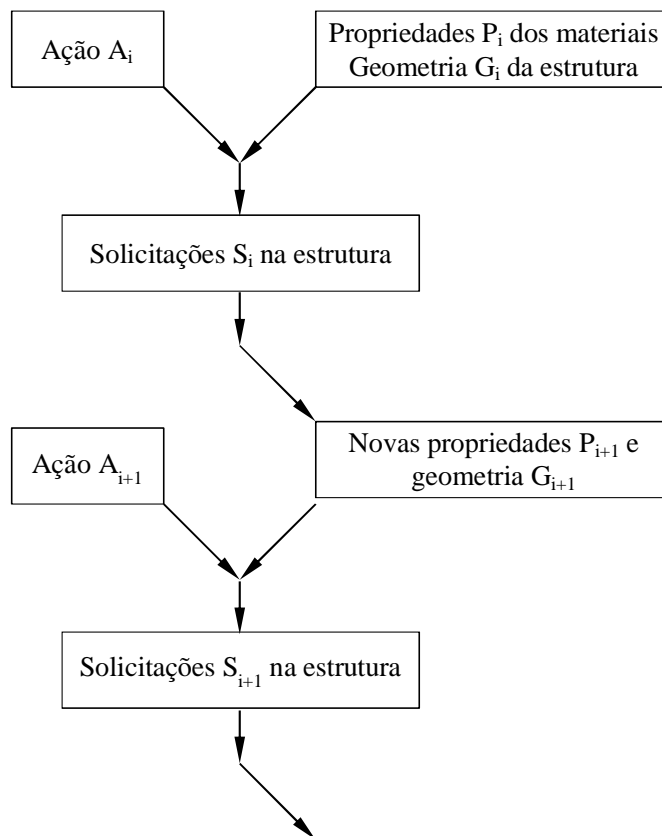 Ação Ai
Propriedades Pi dos materiais
Geometria Gi da estrutura
Solicitações Si na estrutura
Ação Ai+1
Novas propriedades Pi+1 e
geometria Gi+1
Solicitações Si+1 na estrutura